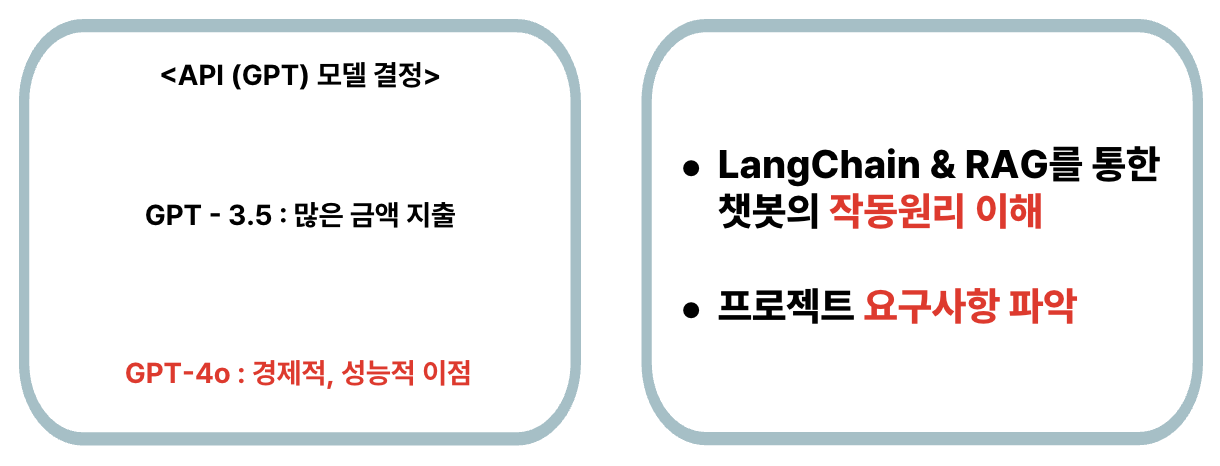 <API (GPT) 모델 결정>
GPT - 3.5 : 많은 금액 지출
GPT-4o : 경제적, 성능적 이점
● LangChain & RAG를 통한
챗봇의 작동원리 이해
● 프로젝트 요구사항 파악